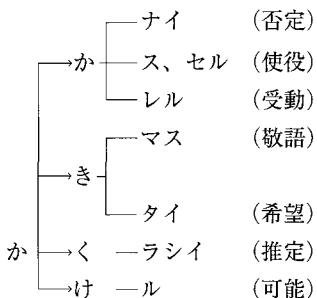 か ナイ （否定）
ス、セル （使役）
レル （受動）
き マス （敬語）
タイ （希望）
か く ラシイ （推定）
け ル （可能）